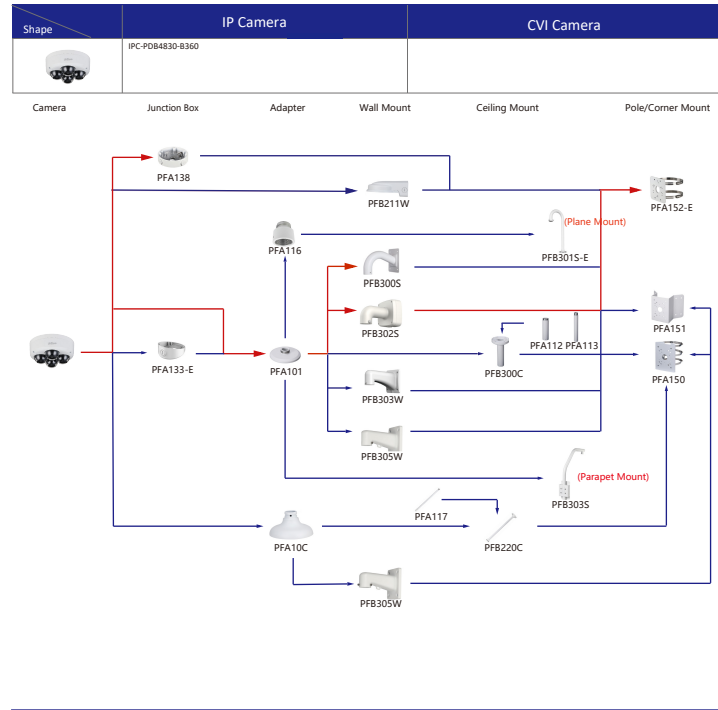 Shape
IP Camera
CVI Camera
IPC-PDB4830-B360
Camera
Junction Box
Adapter
Wall Mount
Ceiling Mount
Pole/Corner Mount
PFA138
PFB211W
PFA152-E
(Plane Mount)
PFA116
PFB301S-E
PFB300S
PFB302S
PFA151
PFA112
PFA113
PFA133-E
PFA101
PFB300C
PFA150
PFB303W
PFB305W
(Parapet Mount)
PFB303S
PFA117
PFA10C
PFB220C
PFB305W